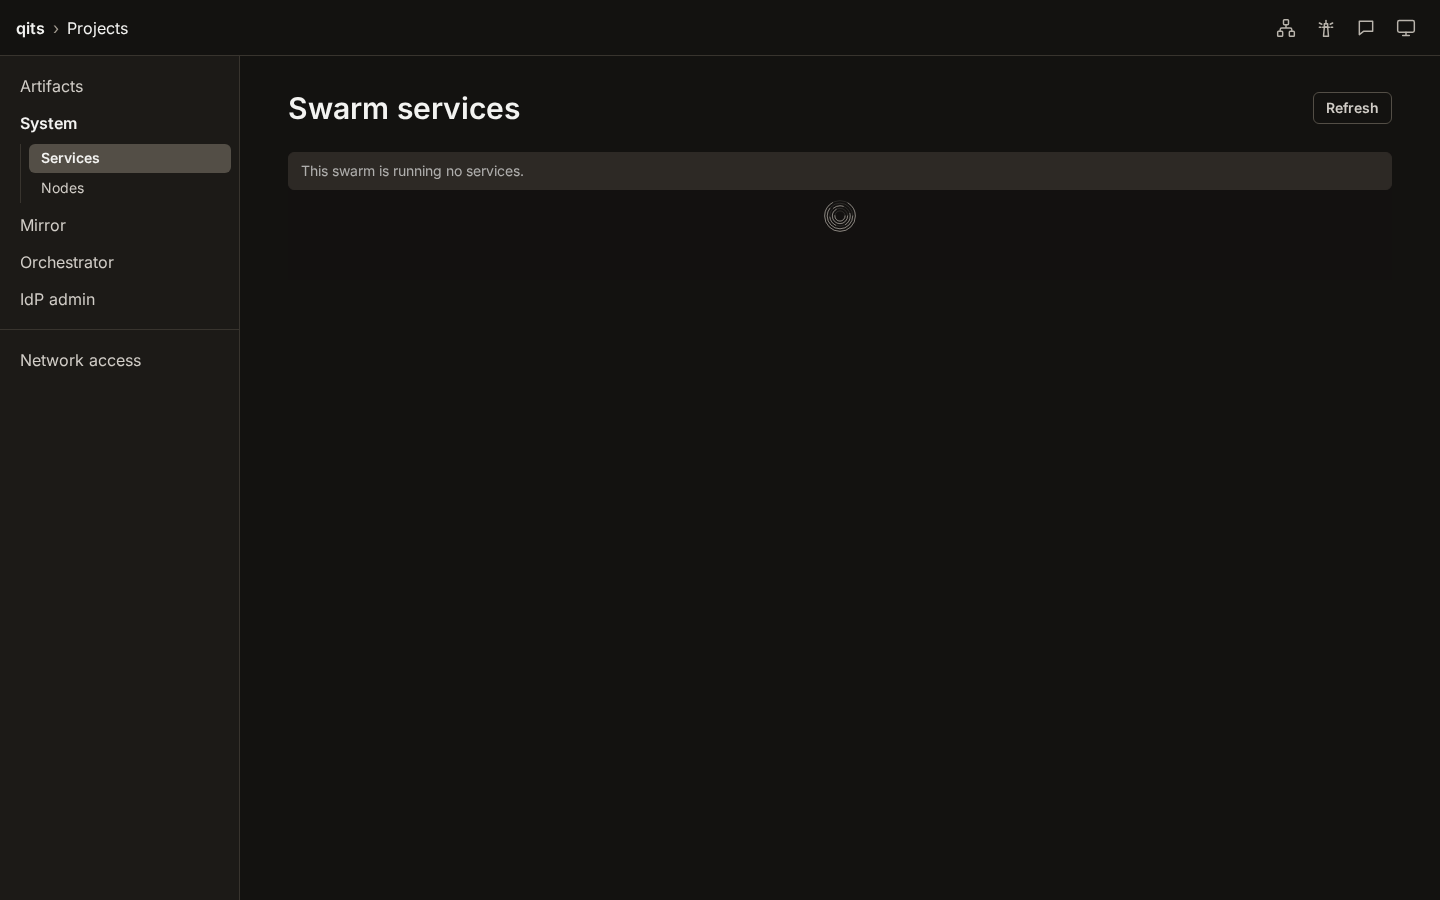 qits › Projects
Artifacts
System
Services
Nodes
Mirror
Orchestrator
IdP admin
Network access
Swarm services
Refresh
This swarm is running no services.